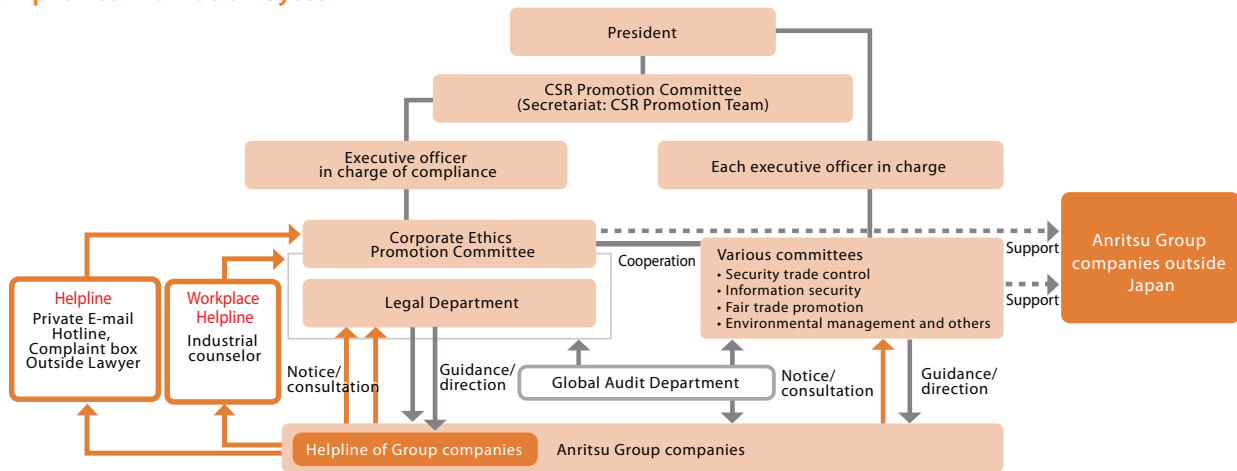 President
CSR Promotion Committee
(Secretariat: CSR Promotion Team)
Executive officer
in charge of compliance
Each executive officer in charge
Corporate Ethics
Promotion Committee
Cooperation
Various committees
• Security trade control
• Information security
• Fair trade promotion
• Environmental management and others
Support
Support
Anritsu Group
companies outside
Japan
Legal Department
Helpline
Private E-mail
Hotline,
Complaint box
Outside Lawyer
Workplace
Helpline
Industrial
counselor
Notice/
consultation
Guidance/
direction
Global Audit Department
Notice/
consultation
Guidance/
direction
Helpline of Group companies
Anritsu Group companies